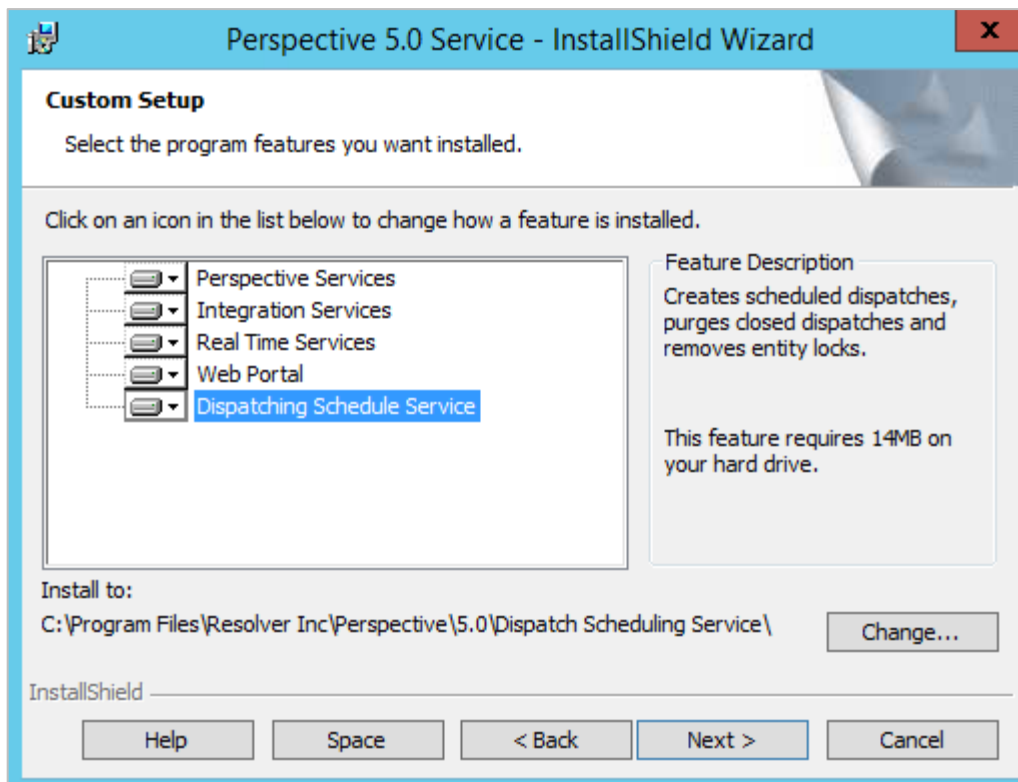 Perspective 5.0 Service - InstallShield Wizard
x
Custom Setup
Select the program features you want installed.
Click on an icon in the list below to change how a feature is installed.
Perspective Services
Integration Services
Real Time Services
Web Portal
Dispatching Schedule Service
Feature Description
Creates scheduled dispatches,
purges closed dispatches and
removes entity locks.
This feature requires 14MB on
your hard drive.
Install to:
C:\Program Files\Resolver Inc\Perspective\5.0\Dispatch Scheduling Service\
Change...
InstallShield
Help
Space
< Back
Next >
Cancel